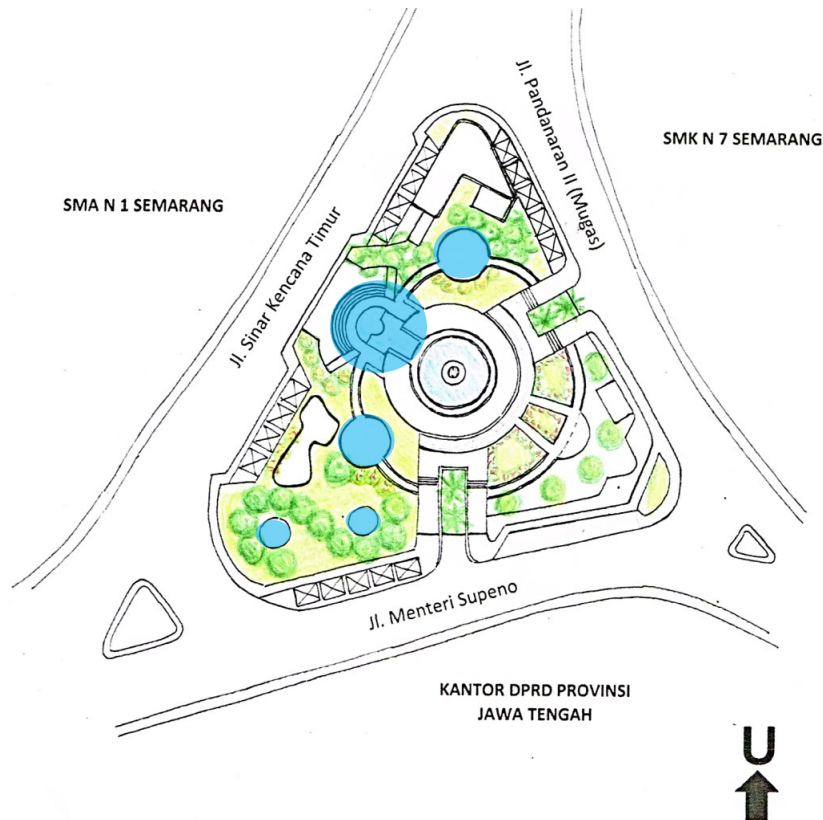 Jl. Pandanaran II (Mugas)
SMK N 7 SEMARANG
SMA N 1 SEMARANG
Jl. Sinar Kencana Timur
Jl. Menteri Supeno
KANTOR DPRD PROVINSI
JAWA TENGAH
U